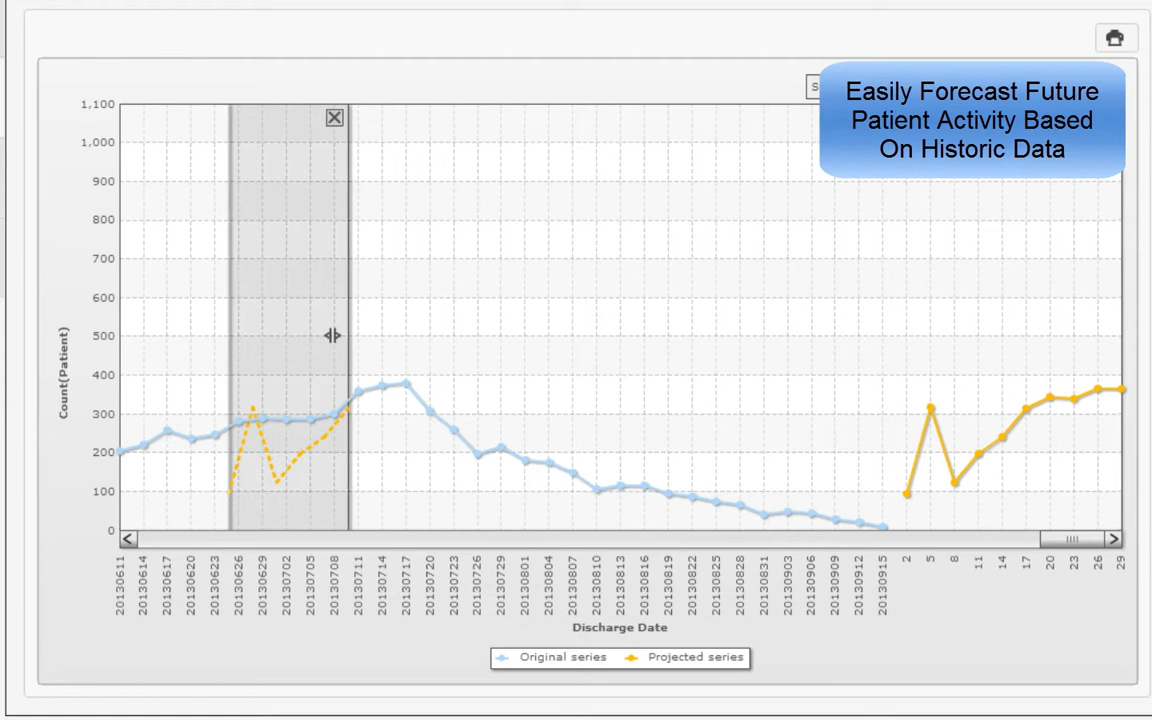 S
Easily Forecast Future
Patient Activity Based
On Historic Data
1,100
1,000
900
800
700
600
500
400
300
200
100
0
Count(Patient)
20130611 20130614 20130617 20130620 20130623 20130626 20130629 20130702 20130705 20130708 20130711 20130714 20130717 20130720 20130723 20130726 20130729 20130801 20130804 20130807 20130810 20130813 20130816 20130819 20130822 20130825 20130828 20130831 20130903 20130906 20130909 20130912 20130915 2 5 8 11 14 17 20 23 26 29
Discharge Date
Original series Projected series